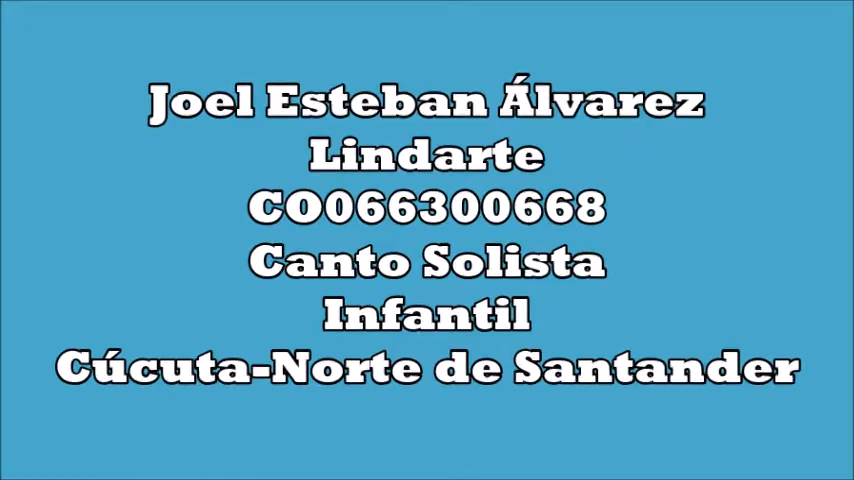 Joel Esteban Álvarez
Lindarte
CO066300668
Canto Solista
Infantil
Cúcuta-Norte de Santander